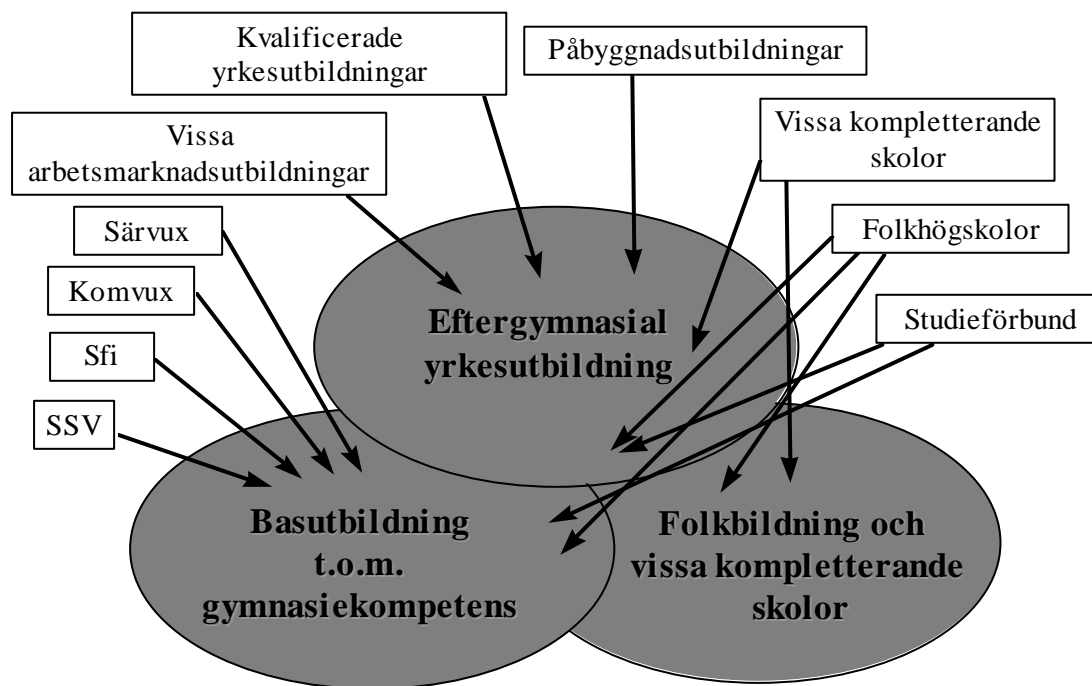 Kvalificerade
yrkesutbildningar
Påbyggnadsutbildningar
Vissa
arbetsmarknadsutbildningar
Vissa kompletterande
skolor
Särvux
Folkhögskolor
Komvux
Studieförbund
Sfi
SSV
Eftergymnasial
yrkesutbildning
Basutbildning
t.o.m.
gymnasiekompetens
Folkbildning och
vissa kompletterande
skolor